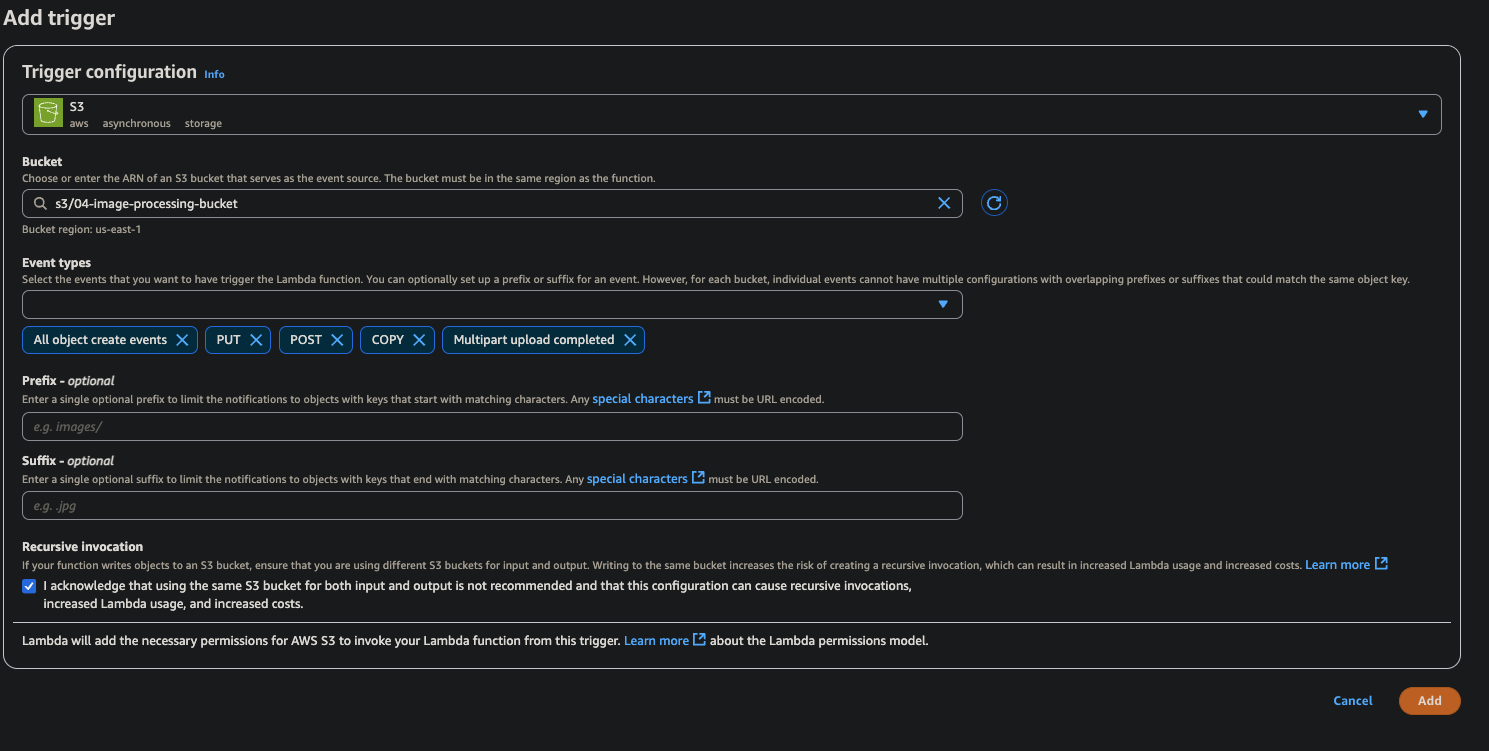 Add trigger
Trigger configuration Info
S3
aws asynchronous storage
Bucket
Choose or enter the ARN of an S3 bucket that serves as the event source. The bucket must be in the same region as the function.
s3/04-image-processing-bucket
Bucket region: us-east-1
Event types
Select the events that you want to have trigger the Lambda function. You can optionally set up a prefix or suffix for an event. However, for each bucket, individual events cannot have multiple configurations with overlapping prefixes or suffixes that could match the same object key.
All object create events PUT POST COPY Multipart upload completed
Prefix - optional
Enter a single optional prefix to limit the notifications to objects with keys that start with matching characters. Any special characters must be URL encoded.
e.g. images/
Suffix - optional
Enter a single optional suffix to limit the notifications to objects with keys that end with matching characters. Any special characters must be URL encoded.
e.g. .jpg
Recursive invocation
If your function writes objects to an S3 bucket, ensure that you are using different S3 buckets for input and output. Writing to the same bucket increases the risk of creating a recursive invocation, which can result in increased Lambda usage and increased costs. Learn more
I acknowledge that using the same S3 bucket for both input and output is not recommended and that this configuration can cause recursive invocations,
increased Lambda usage, and increased costs.
Lambda will add the necessary permissions for AWS S3 to invoke your Lambda function from this trigger. Learn more about the Lambda permissions model.
Cancel Add